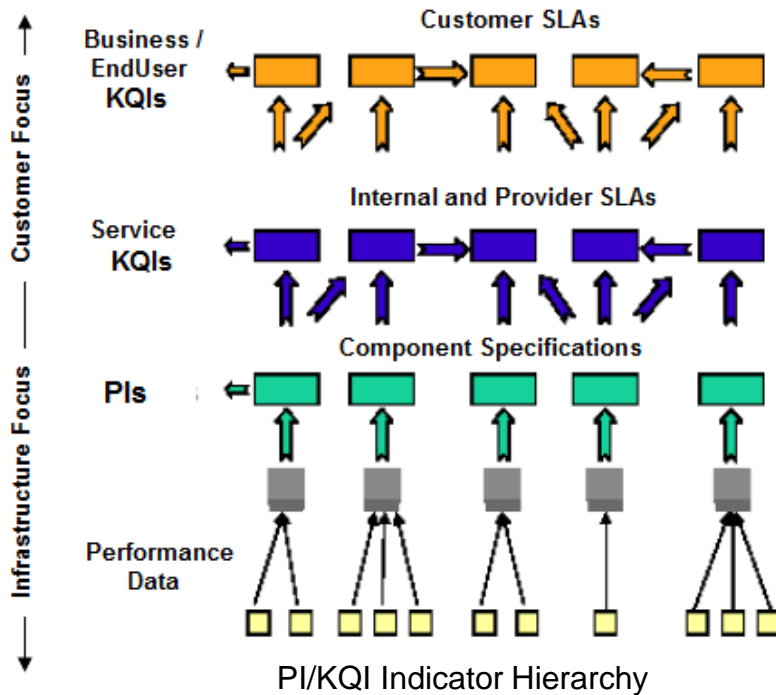 Customer SLAs
Business /
EndUser
KQIs
Internal and Provider SLAs
Service
KQIs
Component Specifications
PIs
Performance
Data
Customer Focus
Infrastructure Focus
PI/KQI Indicator Hierarchy